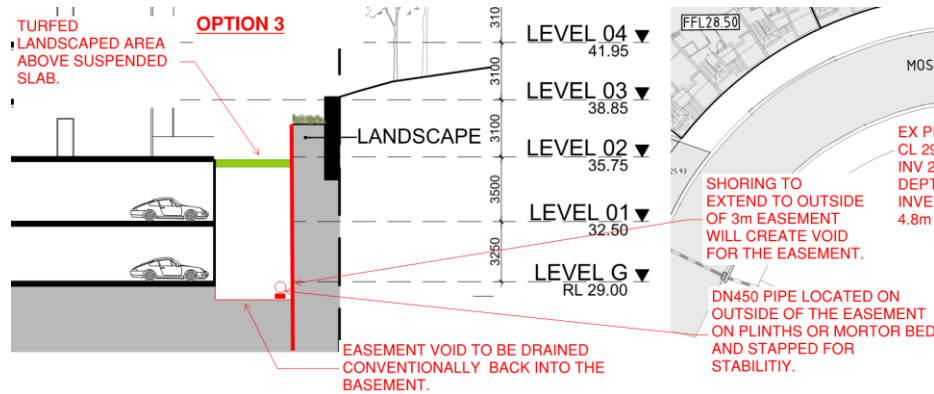 TURFED
LANDSCAPED AREA
ABOVE SUSPENDED
SLAB.
OPTION 3
310
LEVEL 04
41.95
3100
LEVEL 03
38.85
3100
LANDSCAPE
LEVEL 02
35.75
3500
LEVEL 01
32.50
3250
LEVEL G
RL 29.00
EASEMENT VOID TO BE DRAINED
CONVENTIONALLY BACK INTO THE
BASEMENT.
FFL28.50
MOS
EX P
CL 29
INV 2
DEPT
INVE
4.8m
SHORING TO
EXTEND TO OUTSIDE
OF 3m EASEMENT
WILL CREATE VOID
FOR THE EASEMENT.
DN450 PIPE LOCATED ON
OUTSIDE OF THE EASEMENT
ON PLINTHS OR MORTOR BED
AND STAPPED FOR
STABILITIY.